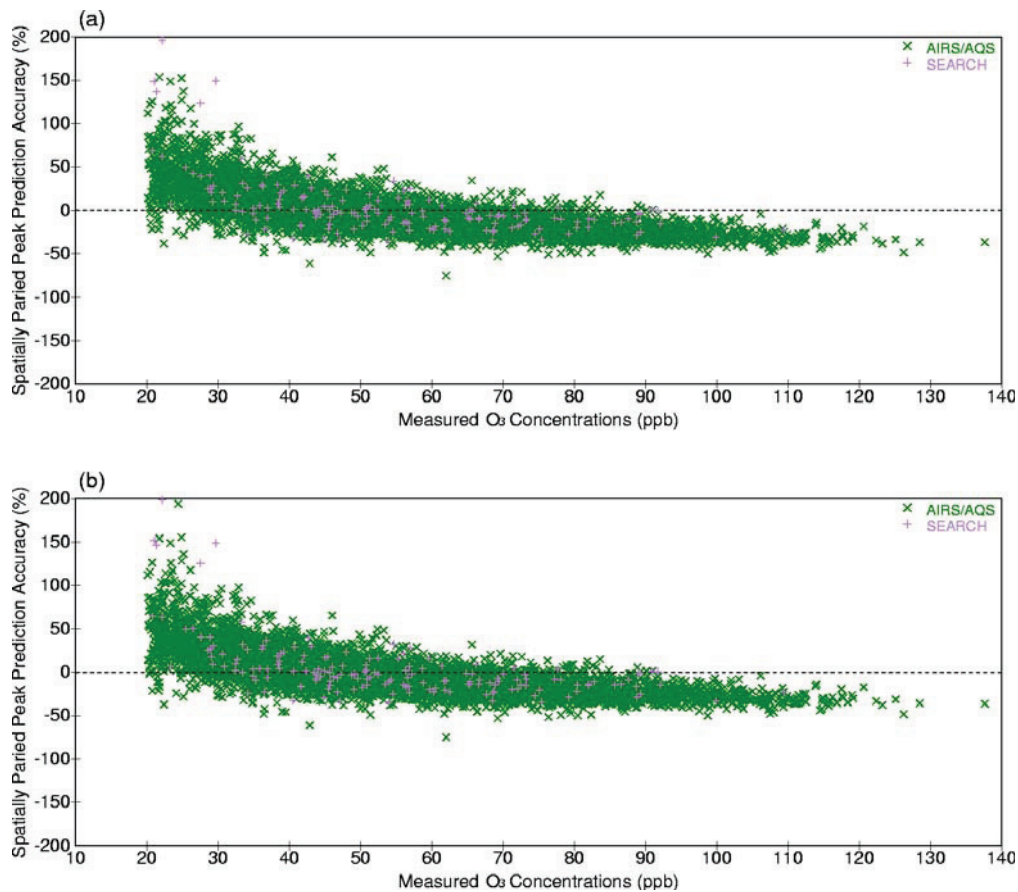 (a)
Spatially Paried Peak Prediction Accuracy (%)
200
150
100
50
0
-50
-100
-150
-200
× AIRS/AQS
+ SEARCH
10 20 30 40 50 60 70 80 90 100 110 120 130 140
Measured O₃ Concentrations (ppb)
(b)
Spatially Paried Peak Prediction Accuracy (%)
200
150
100
50
0
-50
-100
-150
-200
× AIRS/AQS
+ SEARCH
10 20 30 40 50 60 70 80 90 100 110 120 130 140
Measured O₃ Concentrations (ppb)